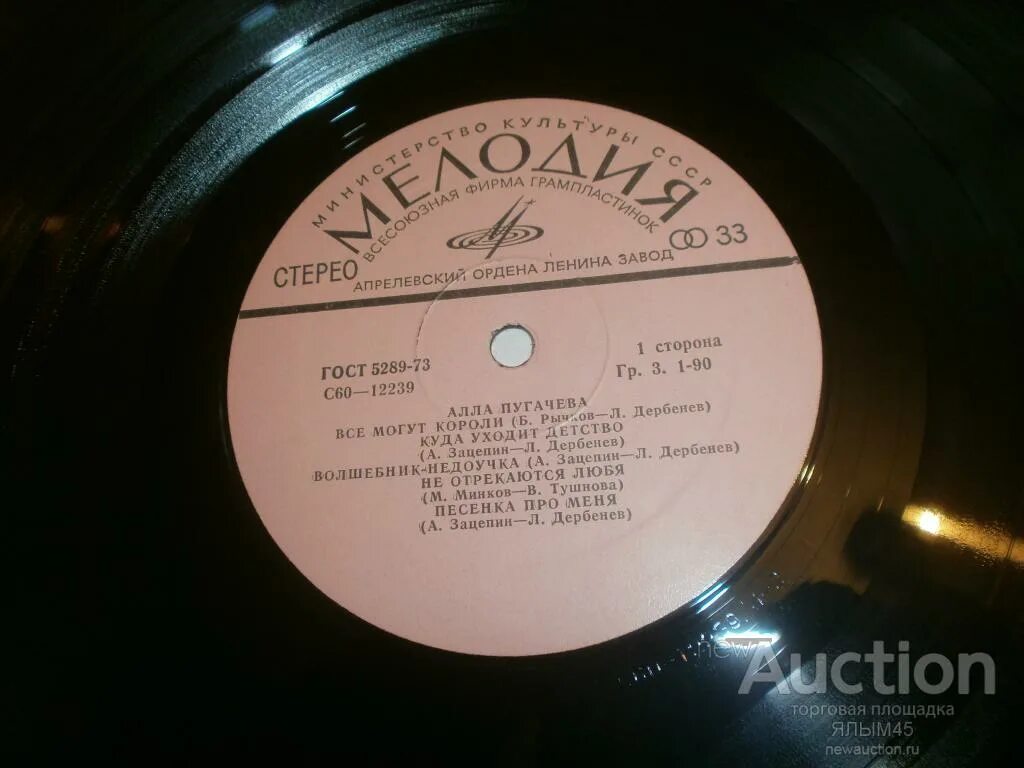 МИНИСТЕРСТВО КУЛЬТУРЫ СССР
МЕЛОДИЯ
ВСЕСОЮЗНАЯ ФИРМА ГРАМПЛАСТИНОК
СТЕРЕО
33
АПРЕЛЕВСКИЙ ОРДЕНА ЛЕНИНА ЗАВОД
ГОСТ 5289-73
С60—12239
1 сторона
Гр. 3. 1-90
АЛЛА ПУГАЧЕВА
ВСЕ МОГУТ КОРОЛИ (Б. Рычков—Л. Дербенев)
КУДА УХОДИТ ДЕТСТВО
(А. Зацепин—Л. Дербенев)
ВОЛШЕБНИК-НЕДОУЧКА (А. Зацепин—Л. Дербенев)
НЕ ОТРЕКАЮТСЯ ЛЮБЯ
(М. Минков—В. Тушнова)
ПЕСЕНКА ПРО МЕНЯ
(А. Зацепин—Л. Дербенев)
new
Auction
торговая площадка
ЯЛЫМ45
newauction.ru